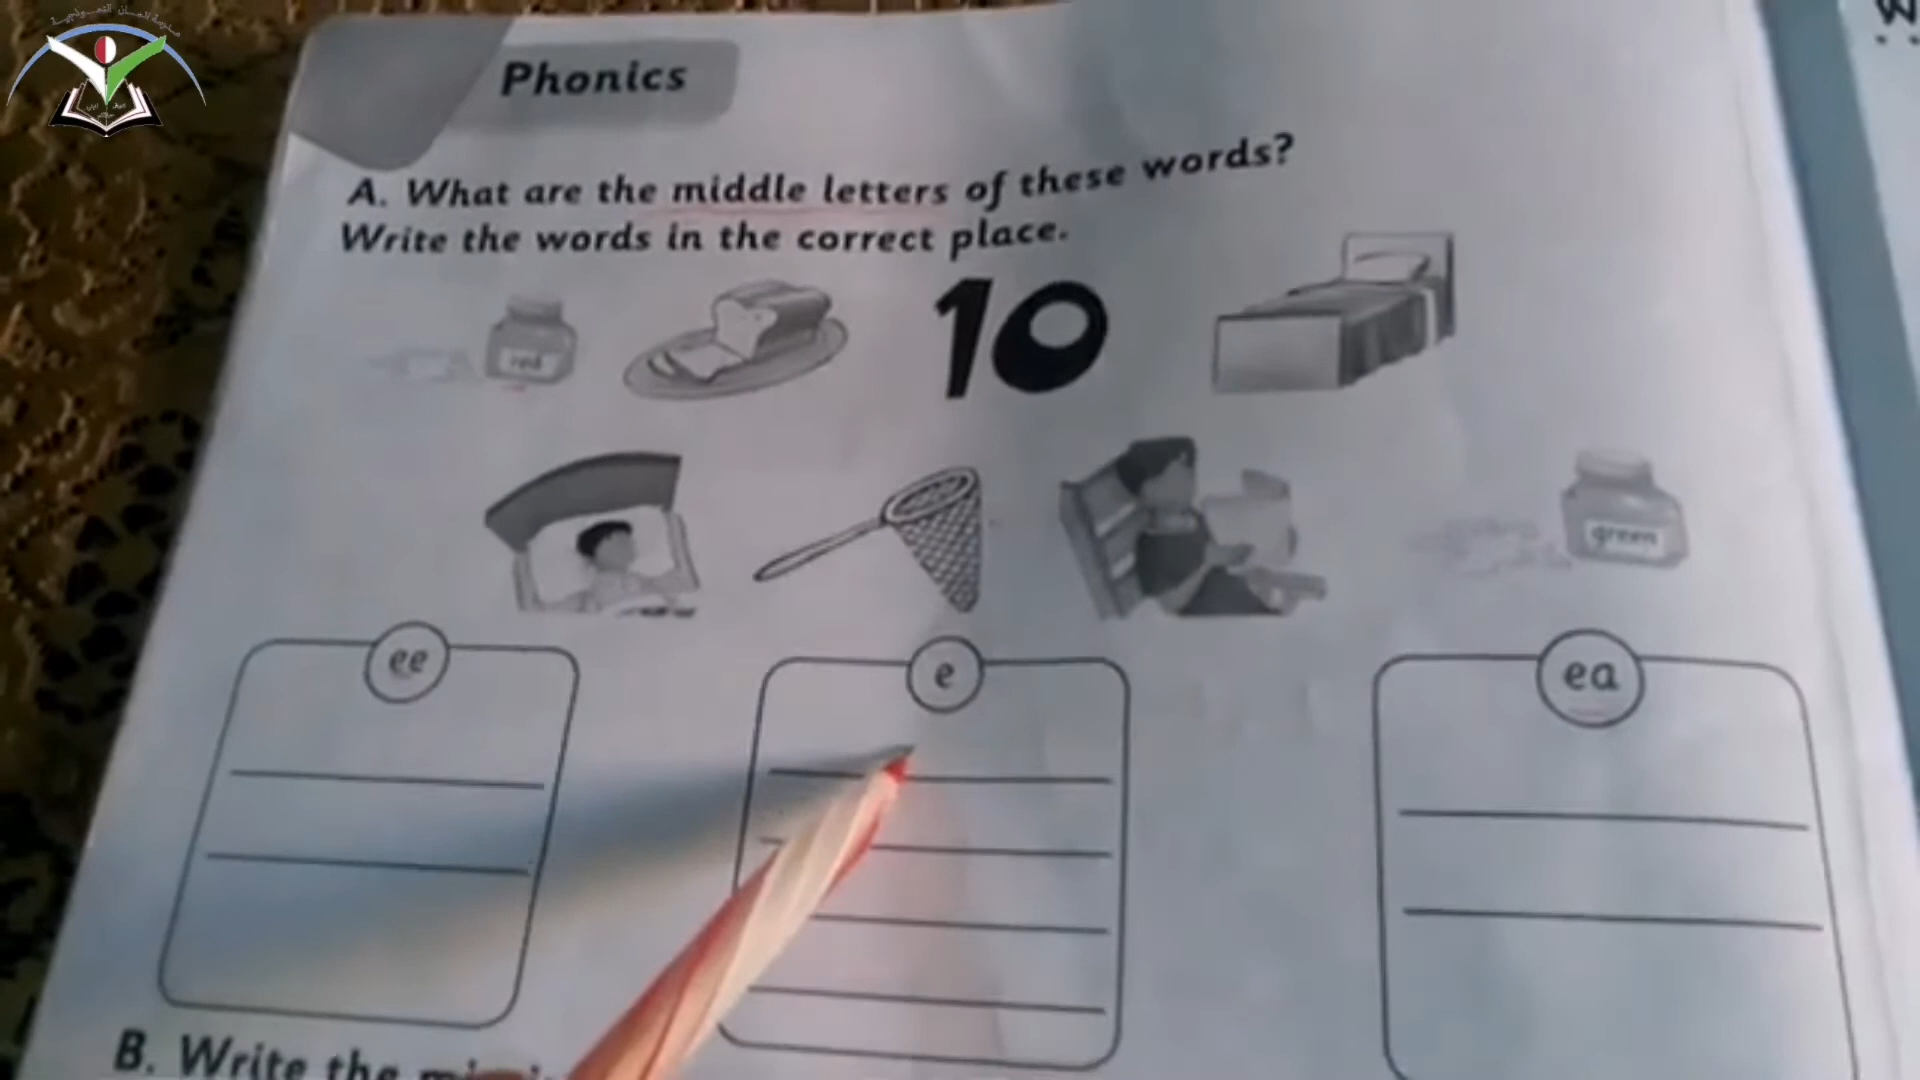 Phonics
A. What are the middle letters of these words?
Write the words in the correct place.
red
10
green
ee
e
ea
B. Write the
W